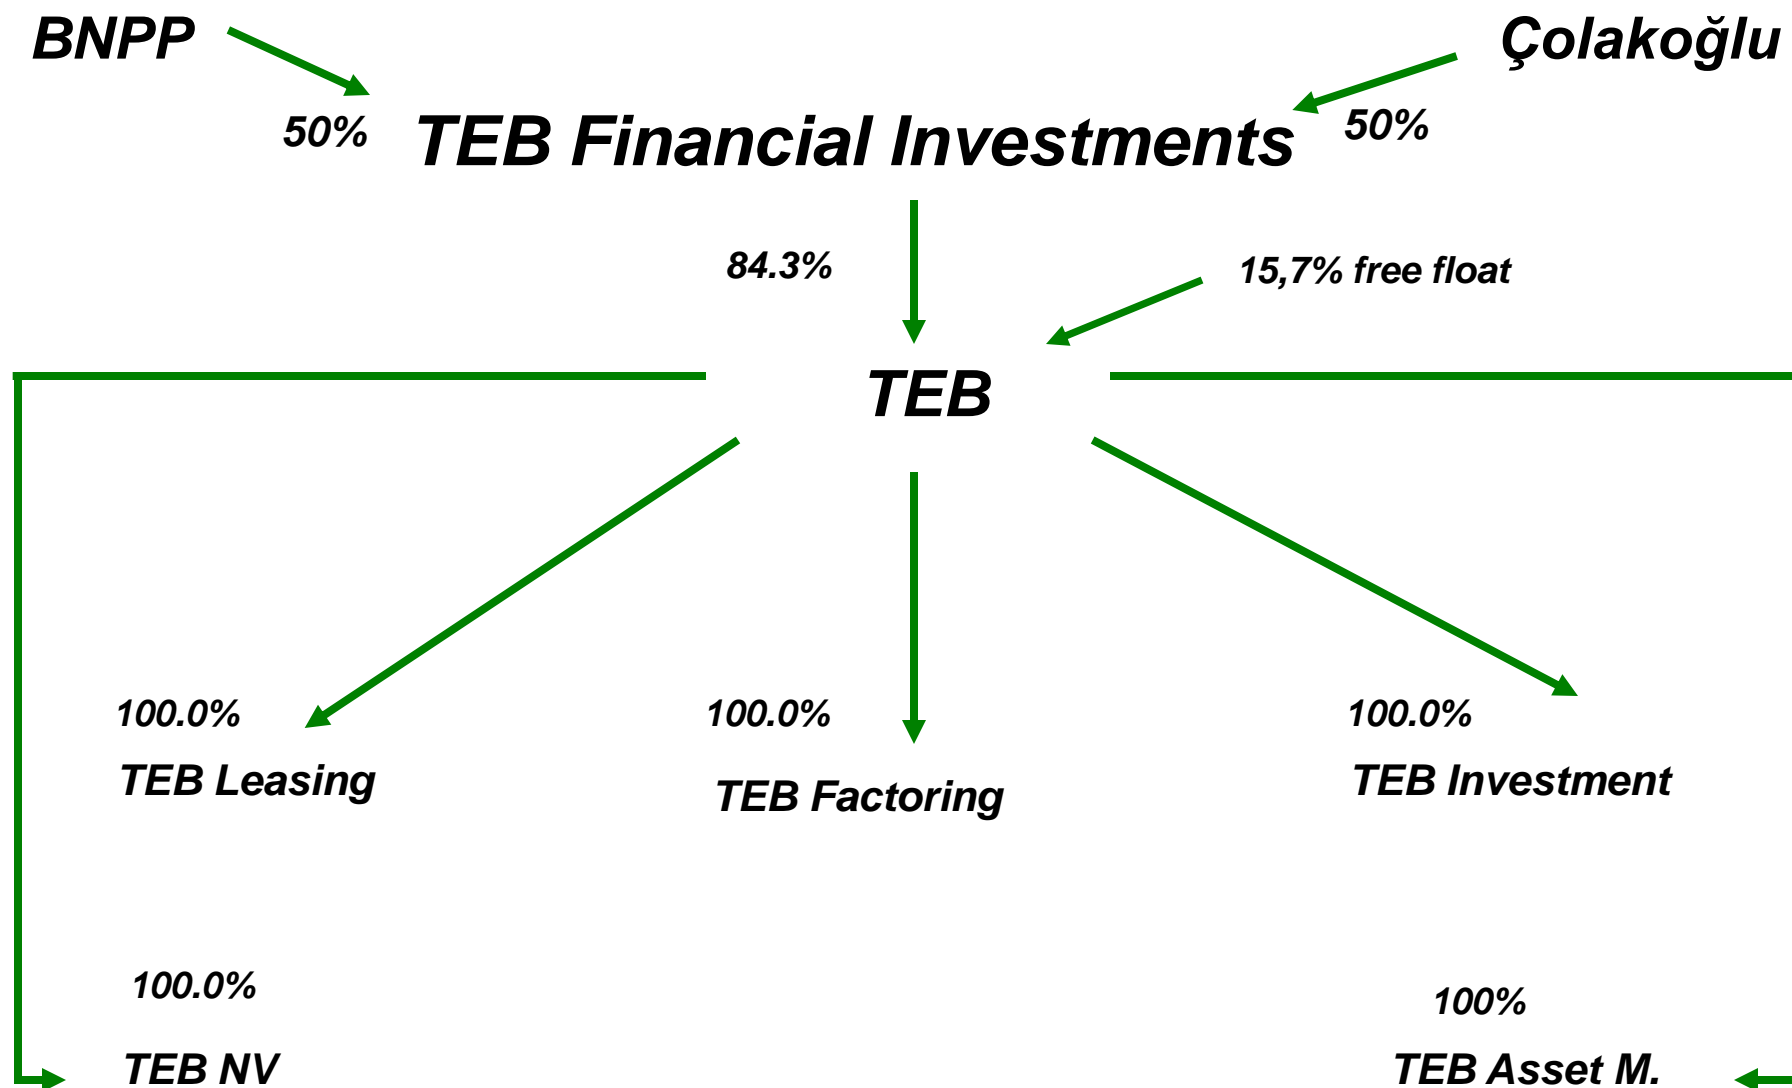 BNPP
Çolakoğlu
50%
TEB Financial Investments
50%
84.3%
15,7% free float
TEB
100.0%
100.0%
100.0%
TEB Leasing
TEB Factoring
TEB Investment
100.0%
100%
TEB NV
TEB Asset M.